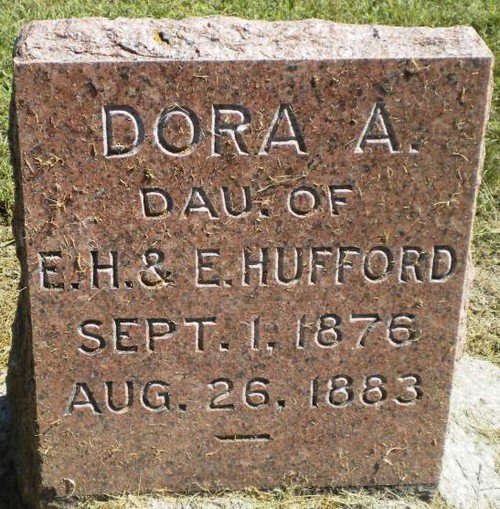 DORA A.
DAU. OF
E. H. & E. HUFFORD
SEPT. 1, 1876
AUG. 26, 1883